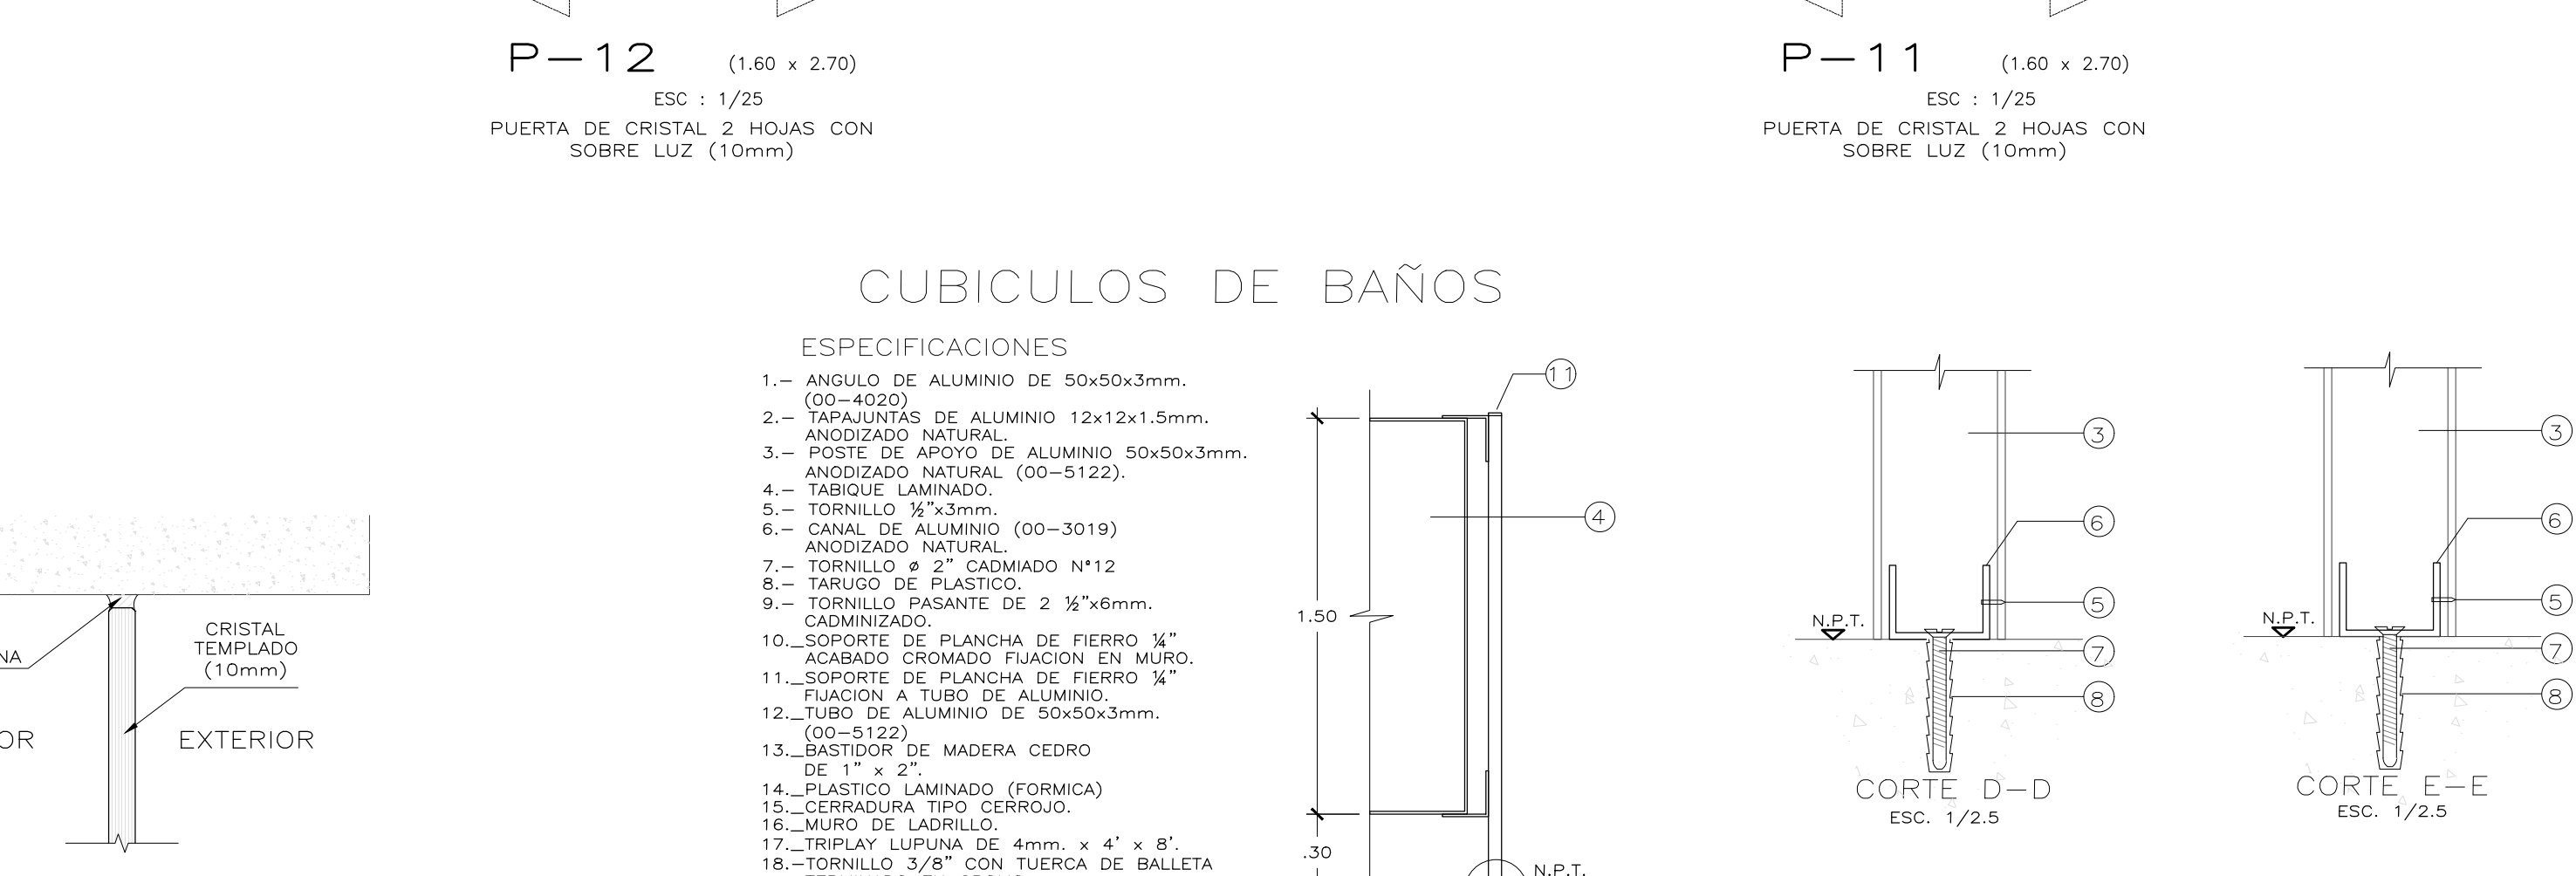 P-12 (1.60 x 2.70)
ESC : 1/25
PUERTA DE CRISTAL 2 HOJAS CON
SOBRE LUZ (10mm)
P-11 (1.60 x 2.70)
ESC : 1/25
PUERTA DE CRISTAL 2 HOJAS CON
SOBRE LUZ (10mm)
CUBICULOS DE BAÑOS
ESPECIFICACIONES
1.- ANGULO DE ALUMINIO DE 50x50x3mm.
(00-4020)
2.- TAPAJUNTAS DE ALUMINIO 12x12x1.5mm.
ANODIZADO NATURAL.
3.- POSTE DE APOYO DE ALUMINIO 50x50x3mm.
ANODIZADO NATURAL (00-5122).
4.- TABIQUE LAMINADO.
5.- TORNILLO ½"x3mm.
6.- CANAL DE ALUMINIO (00-3019)
ANODIZADO NATURAL.
7.- TORNILLO ø 2" CADMIADO Nº12
8.- TARUGO DE PLASTICO.
9.- TORNILLO PASANTE DE 2 ½"x6mm.
CADMINIZADO.
10._SOPORTE DE PLANCHA DE FIERRO ¼"
ACABADO CROMADO FIJACION EN MURO.
11._SOPORTE DE PLANCHA DE FIERRO ¼"
FIJACION A TUBO DE ALUMINIO.
12._TUBO DE ALUMINIO DE 50x50x3mm.
(00-5122)
13._BASTIDOR DE MADERA CEDRO
DE 1" x 2".
14._PLASTICO LAMINADO (FORMICA)
15._CERRADURA TIPO CERROJO.
16._MURO DE LADRILLO.
17._TRIPLAY LUPUNA DE 4mm. x 4' x 8'.
18.-TORNILLO 3/8" CON TUERCA DE BALLETA
11
4
1.50
.30
N.P.T.
3
6
5
N.P.T.
7
8
CORTE D-D
ESC. 1/2.5
3
6
5
N.P.T.
7
8
CORTE E-E
ESC. 1/2.5
NA
CRISTAL
TEMPLADO
(10mm)
OR
EXTERIOR